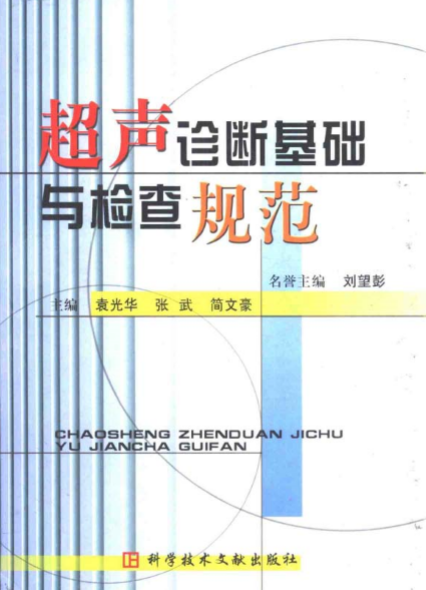 超声诊断基础
与检查规范
名誉主编 刘望彭
主编 袁光华 张武 简文豪
CHAOSHENG ZHENDUAN JICHU
YU JIANCHA GUIFAN
科学技术文献出版社